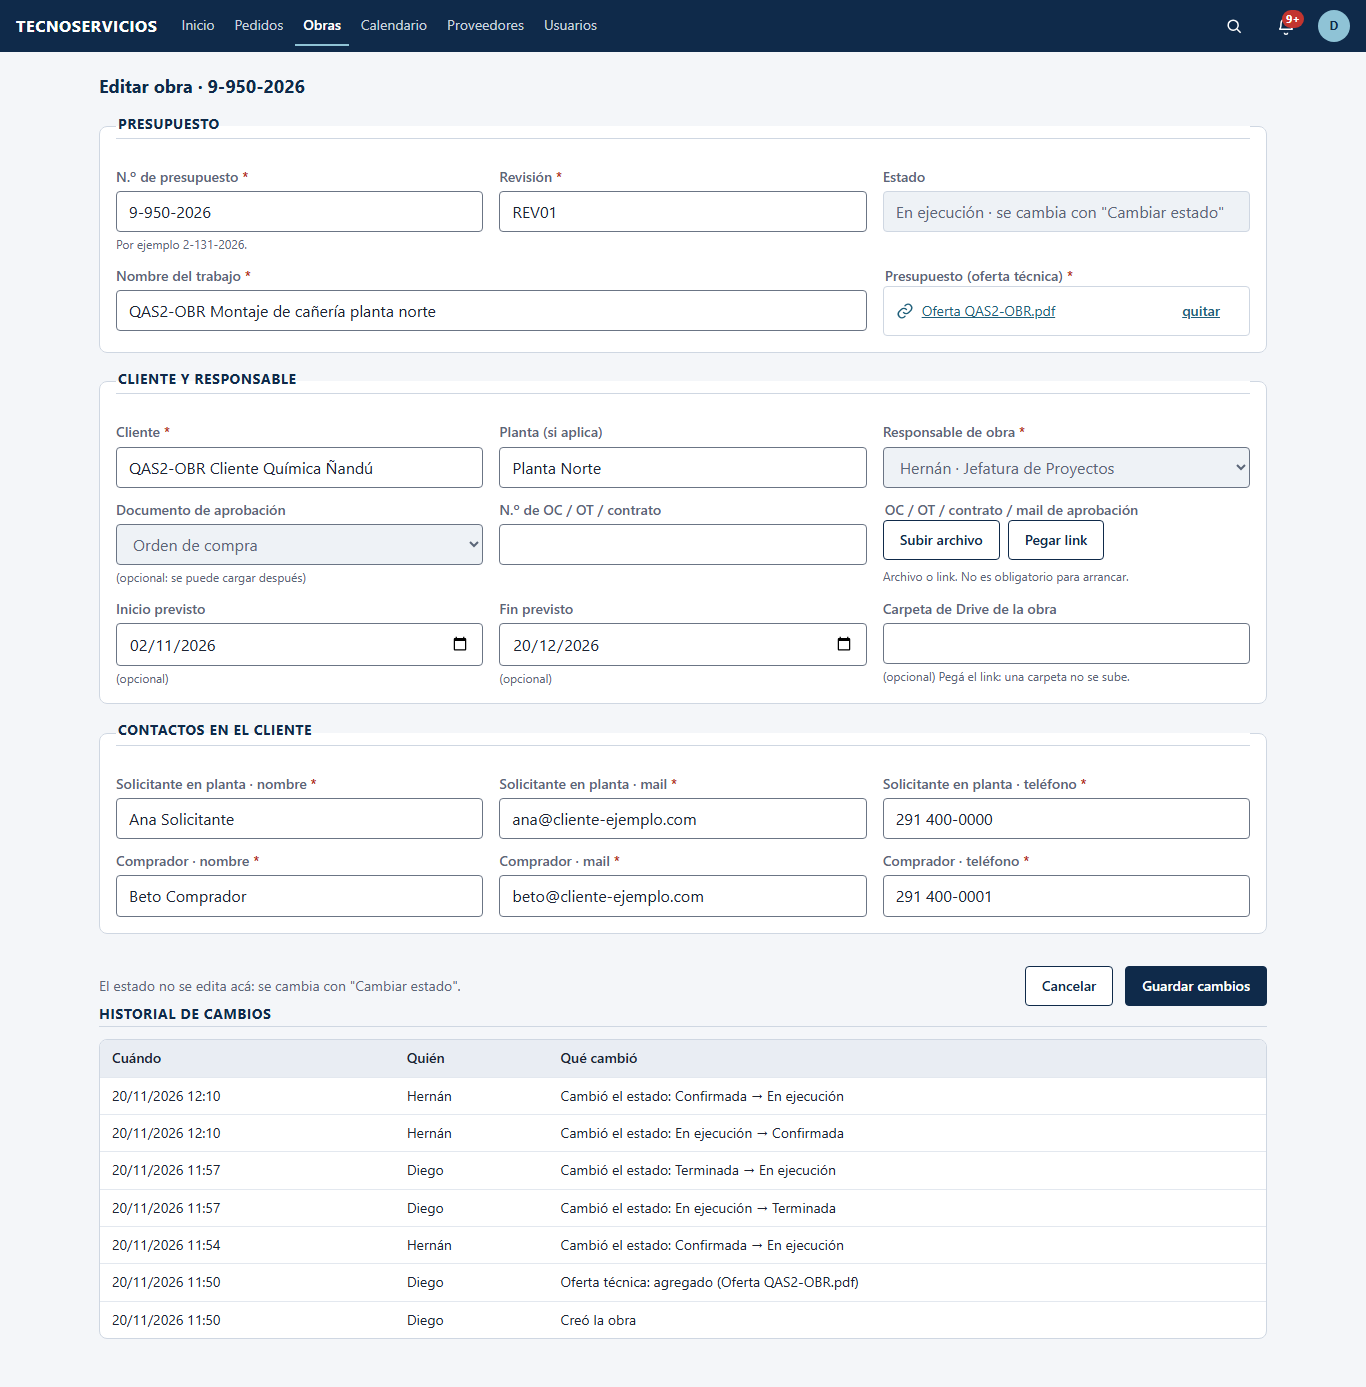 TECNOSERVICIOS Inicio Pedidos Obras Calendario Proveedores Usuarios 9+ D
Editar obra · 9-950-2026
PRESUPUESTO
N.º de presupuesto * Revisión * Estado
9-950-2026 REV01 En ejecución · se cambia con "Cambiar estado"
Por ejemplo 2-131-2026.
Nombre del trabajo * Presupuesto (oferta técnica) *
QAS2-OBR Montaje de cañería planta norte Oferta QAS2-OBR.pdf quitar
CLIENTE Y RESPONSABLE
Cliente * Planta (si aplica) Responsable de obra *
QAS2-OBR Cliente Química Ñandú Planta Norte Hernán · Jefatura de Proyectos
Documento de aprobación N.º de OC / OT / contrato OC / OT / contrato / mail de aprobación
Orden de compra Subir archivo Pegar link
(opcional: se puede cargar después) Archivo o link. No es obligatorio para arrancar.
Inicio previsto Fin previsto Carpeta de Drive de la obra
02/11/2026 20/12/2026
(opcional) (opcional) (opcional) Pegá el link: una carpeta no se sube.
CONTACTOS EN EL CLIENTE
Solicitante en planta · nombre * Solicitante en planta · mail * Solicitante en planta · teléfono *
Ana Solicitante ana@cliente-ejemplo.com 291 400-0000
Comprador · nombre * Comprador · mail * Comprador · teléfono *
Beto Comprador beto@cliente-ejemplo.com 291 400-0001
El estado no se edita acá: se cambia con "Cambiar estado". Cancelar Guardar cambios
HISTORIAL DE CAMBIOS
Cuándo Quién Qué cambió
20/11/2026 12:10 Hernán Cambió el estado: Confirmada → En ejecución
20/11/2026 12:10 Hernán Cambió el estado: En ejecución → Confirmada
20/11/2026 11:57 Diego Cambió el estado: Terminada → En ejecución
20/11/2026 11:57 Diego Cambió el estado: En ejecución → Terminada
20/11/2026 11:54 Hernán Cambió el estado: Confirmada → En ejecución
20/11/2026 11:50 Diego Oferta técnica: agregado (Oferta QAS2-OBR.pdf)
20/11/2026 11:50 Diego Creó la obra